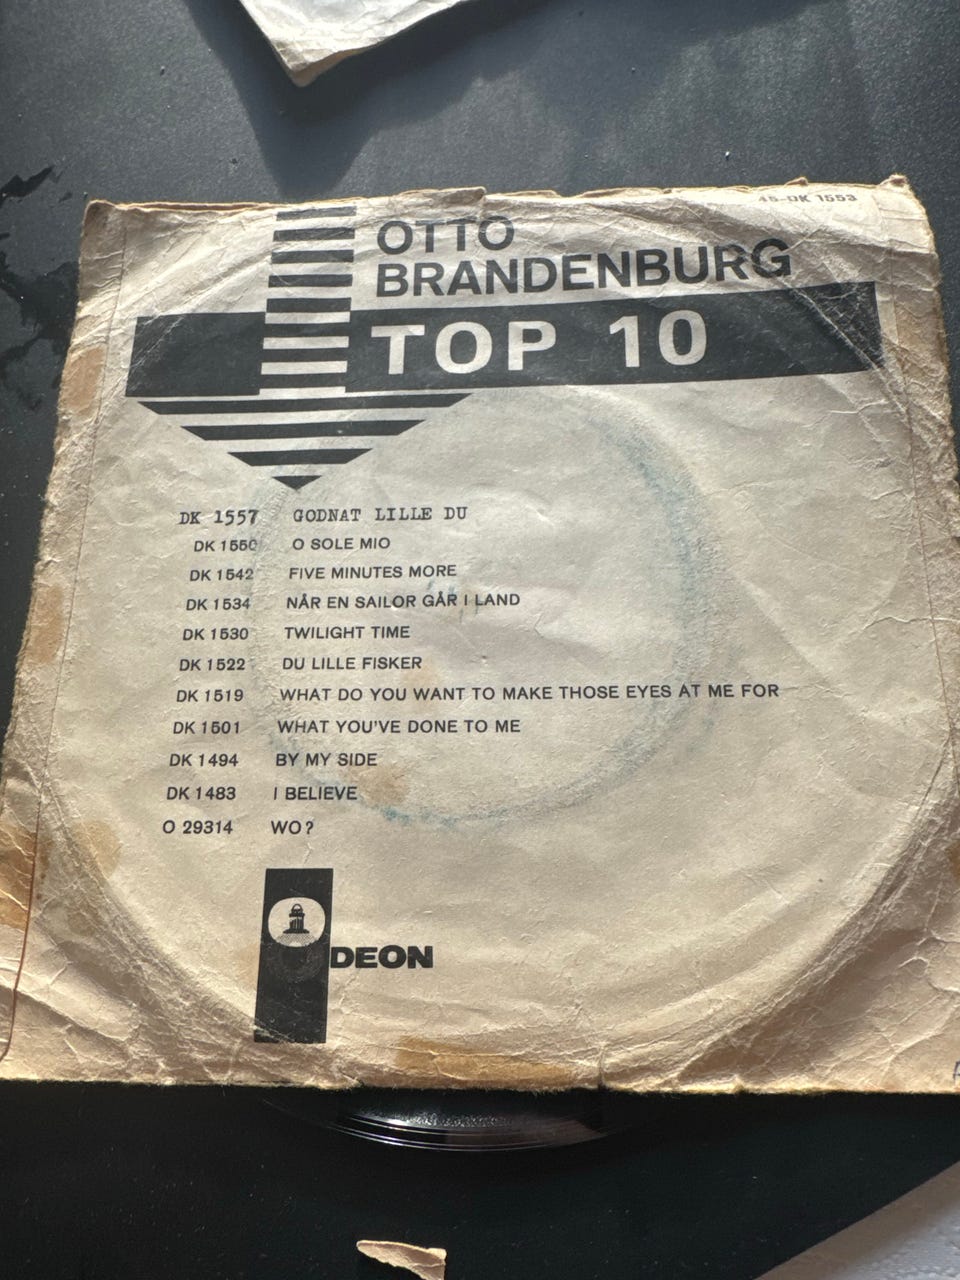 45-DK 1553
OTTO
BRANDENBURG
TOP 10
DK 1557 GODNAT LILLE DU
DK 1550 O SOLE MIO
DK 1542 FIVE MINUTES MORE
DK 1534 NÅR EN SAILOR GÅR I LAND
DK 1530 TWILIGHT TIME
DK 1522 DU LILLE FISKER
DK 1519 WHAT DO YOU WANT TO MAKE THOSE EYES AT ME FOR
DK 1501 WHAT YOU'VE DONE TO ME
DK 1494 BY MY SIDE
DK 1483 I BELIEVE
O 29314 WO?
ODEON